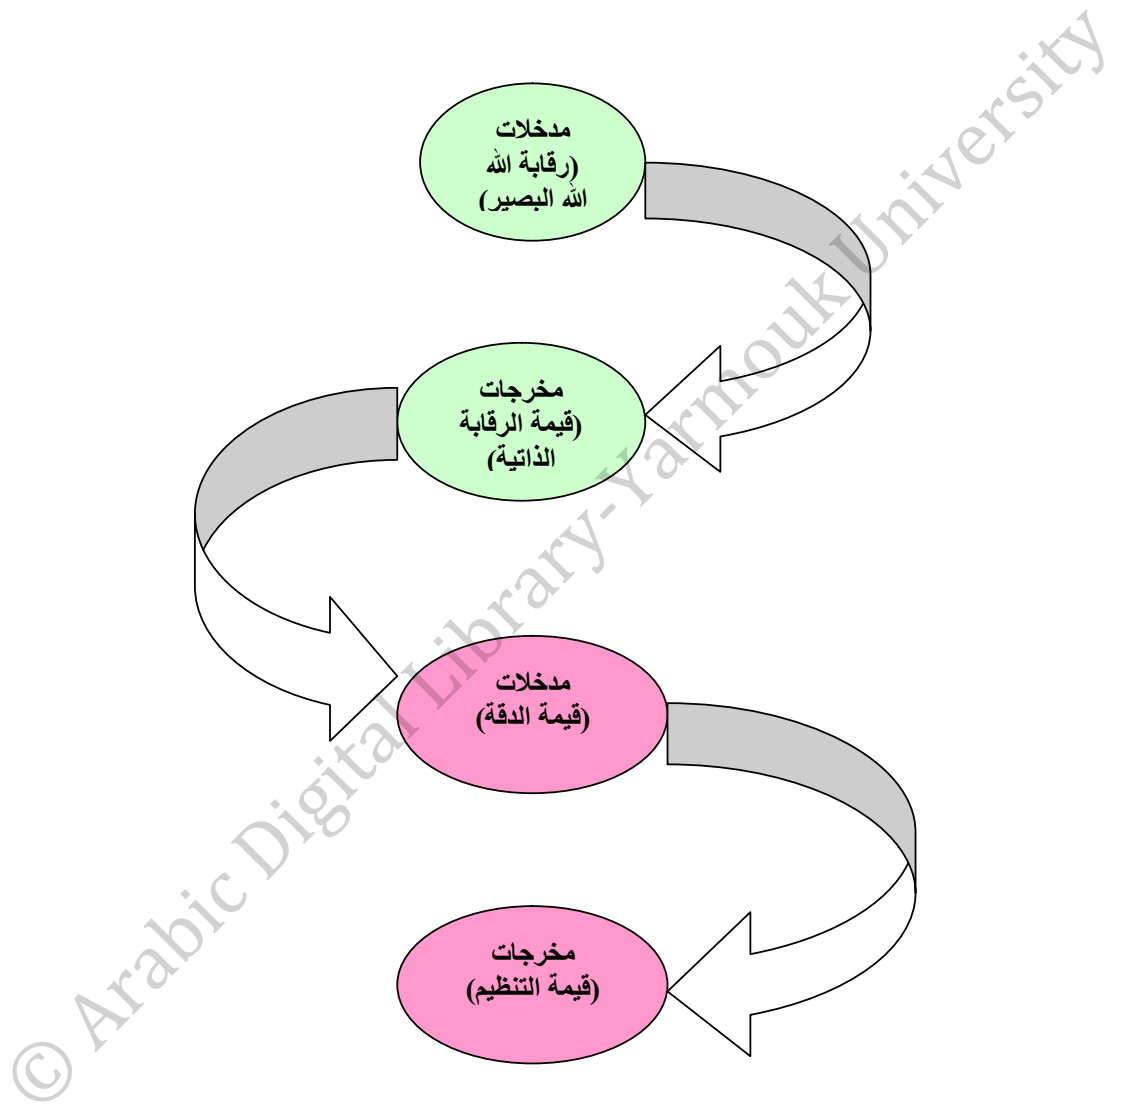 مدخلات
(رقابة الله
الله البصير)
مخرجات
(قيمة الرقابة
الذاتية)
مدخلات
(قيمة الدقة)
مخرجات
(قيمة التنظيم)
© Arabic Digital Library-Yarmouk University